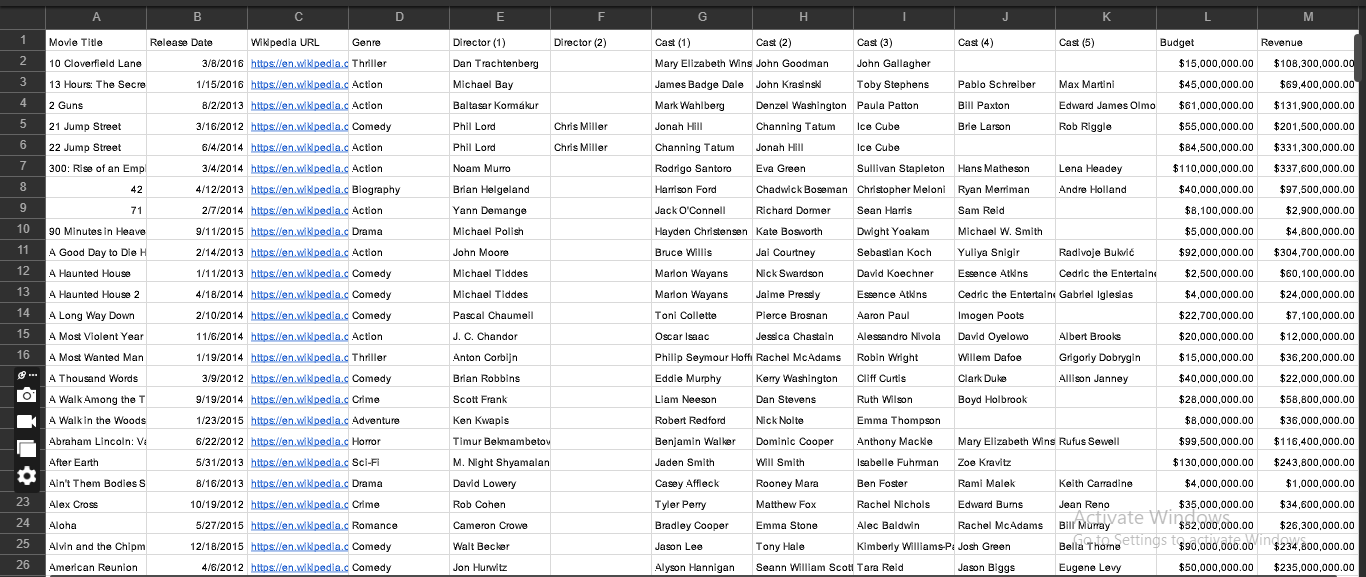 A B C D E F G H I J K L M
1 Movie Title Release Date Wikipedia URL Genre Director (1) Director (2) Cast (1) Cast (2) Cast (3) Cast (4) Cast (5) Budget Revenue
2 10 Cloverfield Lane 3/8/2016 https://en.wikipedia.c Thriller Dan Trachtenberg Mary Elizabeth Wins John Goodman John Gallagher $15,000,000.00 $108,300,000.00
3 13 Hours: The Secre 1/15/2016 https://en.wikipedia.c Action Michael Bay James Badge Dale John Krasinski Toby Stephens Pablo Schreiber Max Martini $45,000,000.00 $69,400,000.00
4 2 Guns 8/2/2013 https://en.wikipedia.c Action Baltasar Kormákur Mark Wahlberg Denzel Washington Paula Patton Bill Paxton Edward James Olmo $61,000,000.00 $131,900,000.00
5 21 Jump Street 3/16/2012 https://en.wikipedia.c Comedy Phil Lord Chris Miller Jonah Hill Channing Tatum Ice Cube Brie Larson Rob Riggle $55,000,000.00 $201,500,000.00
6 22 Jump Street 6/4/2014 https://en.wikipedia.c Action Phil Lord Chris Miller Channing Tatum Jonah Hill Ice Cube $84,500,000.00 $331,300,000.00
7 300: Rise of an Empi 3/4/2014 https://en.wikipedia.c Action Noam Murro Rodrigo Santoro Eva Green Sullivan Stapleton Hans Matheson Lena Headey $110,000,000.00 $337,600,000.00
8 42 4/12/2013 https://en.wikipedia.c Biography Brian Helgeland Harrison Ford Chadwick Boseman Christopher Meloni Ryan Merriman Andre Holland $40,000,000.00 $97,500,000.00
9 71 2/7/2014 https://en.wikipedia.c Action Yann Demange Jack O'Connell Richard Dormer Sean Harris Sam Reid $8,100,000.00 $2,900,000.00
10 90 Minutes in Heave 9/11/2015 https://en.wikipedia.c Drama Michael Polish Hayden Christensen Kate Bosworth Dwight Yoakam Michael W. Smith $5,000,000.00 $4,800,000.00
11 A Good Day to Die H 2/14/2013 https://en.wikipedia.c Action John Moore Bruce Willis Jai Courtney Sebastian Koch Yuliya Snigir Radivoje Bukvić $92,000,000.00 $304,700,000.00
12 A Haunted House 1/11/2013 https://en.wikipedia.c Comedy Michael Tiddes Marlon Wayans Nick Swardson David Koechner Essence Atkins Cedric the Entertaine $2,500,000.00 $60,100,000.00
13 A Haunted House 2 4/18/2014 https://en.wikipedia.c Comedy Michael Tiddes Marlon Wayans Jaime Pressly Essence Atkins Cedric the Entertaine Gabriel Iglesias $4,000,000.00 $24,000,000.00
14 A Long Way Down 2/10/2014 https://en.wikipedia.c Comedy Pascal Chaumeil Toni Collette Pierce Brosnan Aaron Paul Imogen Poots $22,700,000.00 $7,100,000.00
15 A Most Violent Year 11/6/2014 https://en.wikipedia.c Action J. C. Chandor Oscar Isaac Jessica Chastain Alessandro Nivola David Oyelowo Albert Brooks $20,000,000.00 $12,000,000.00
16 A Most Wanted Man 1/19/2014 https://en.wikipedia.c Thriller Anton Corbijn Philip Seymour Hoffi Rachel McAdams Robin Wright Willem Dafoe Grigoriy Dobrygin $15,000,000.00 $36,200,000.00
A Thousand Words 3/9/2012 https://en.wikipedia.c Comedy Brian Robbins Eddie Murphy Kerry Washington Cliff Curtis Clark Duke Allison Janney $40,000,000.00 $22,000,000.00
A Walk Among the T 9/19/2014 https://en.wikipedia.c Crime Scott Frank Liam Neeson Dan Stevens Ruth Wilson Boyd Holbrook $28,000,000.00 $58,800,000.00
A Walk in the Woods 1/23/2015 https://en.wikipedia.c Adventure Ken Kwapis Robert Redford Nick Nolte Emma Thompson $8,000,000.00 $36,000,000.00
Abraham Lincoln: Va 6/22/2012 https://en.wikipedia.c Horror Timur Bekmambetov Benjamin Walker Dominic Cooper Anthony Mackie Mary Elizabeth Wins Rufus Sewell $99,500,000.00 $116,400,000.00
After Earth 5/31/2013 https://en.wikipedia.c Sci-Fi M. Night Shyamalan Jaden Smith Will Smith Isabelle Fuhrman Zoe Kravitz $130,000,000.00 $243,800,000.00
Ain't Them Bodies S 8/16/2013 https://en.wikipedia.c Drama David Lowery Casey Affleck Rooney Mara Ben Foster Rami Malek Keith Carradine $4,000,000.00 $1,000,000.00
23 Alex Cross 10/19/2012 https://en.wikipedia.c Crime Rob Cohen Tyler Perry Matthew Fox Rachel Nichols Edward Burns Jean Reno $35,000,000.00 $34,600,000.00
24 Aloha 5/27/2015 https://en.wikipedia.c Romance Cameron Crowe Bradley Cooper Emma Stone Alec Baldwin Rachel McAdams Bill Murray $52,000,000.00 $26,300,000.00
25 Alvin and the Chipm 12/18/2015 https://en.wikipedia.c Comedy Walt Becker Jason Lee Tony Hale Kimberly Williams-Pa Josh Green Bella Thorne $90,000,000.00 $234,800,000.00
26 American Reunion 4/6/2012 https://en.wikipedia.c Comedy Jon Hurwitz Alyson Hannigan Seann William Scott Tara Reid Jason Biggs Eugene Levy $50,000,000.00 $235,000,000.00
Activate Windows
Go to Settings to activate Windows.